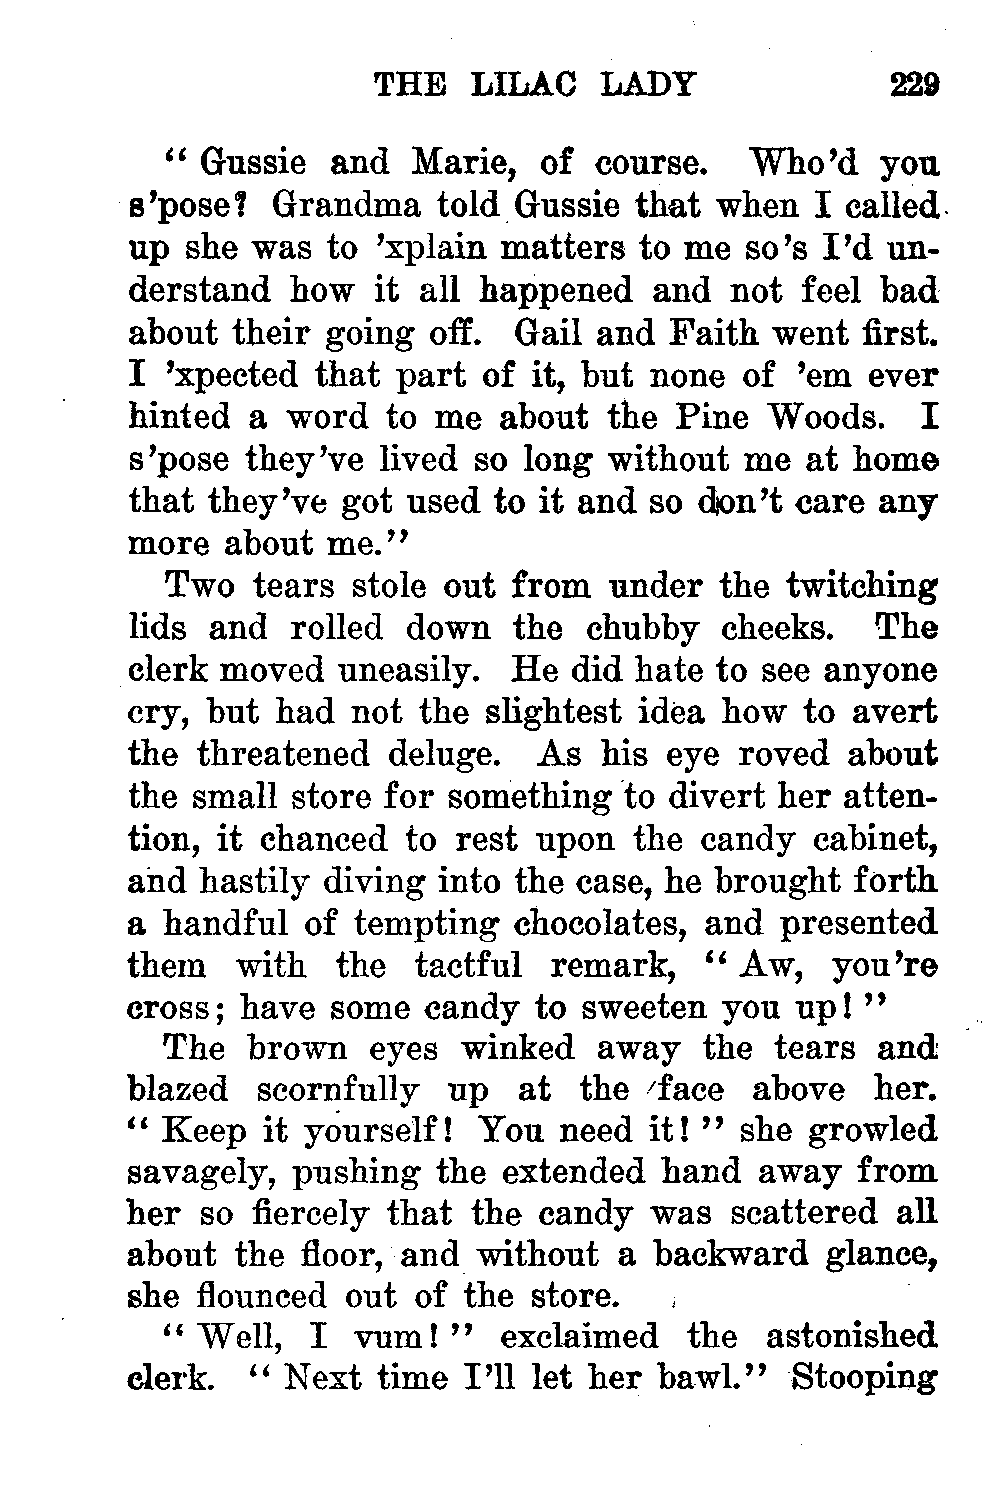 THE LILAC LADY 229
“ Gussie and Marie, of course. Who’d you
s’pose? Grandma told Gussie that when I called
up she was to ’xplain matters to me so’s I’d un-
derstand how it all happened and not feel bad
about their going off. Gail and Faith went first.
I ’xpected that part of it, but none of ’em ever
hinted a word to me about the Pine Woods. I
s’pose they’ve lived so long without me at home
that they’ve got used to it and so don’t care any
more about me.”
Two tears stole out from under the twitching
lids and rolled down the chubby cheeks. The
clerk moved uneasily. He did hate to see anyone
cry, but had not the slightest idea how to avert
the threatened deluge. As his eye roved about
the small store for something to divert her atten-
tion, it chanced to rest upon the candy cabinet,
and hastily diving into the case, he brought forth
a handful of tempting chocolates, and presented
them with the tactful remark, “ Aw, you’re
cross; have some candy to sweeten you up! ”
The brown eyes winked away the tears and
blazed scornfully up at the face above her.
“ Keep it yourself! You need it! ” she growled
savagely, pushing the extended hand away from
her so fiercely that the candy was scattered all
about the floor, and without a backward glance,
she flounced out of the store.
“ Well, I vum! ” exclaimed the astonished
clerk. “ Next time I’ll let her bawl.” Stooping